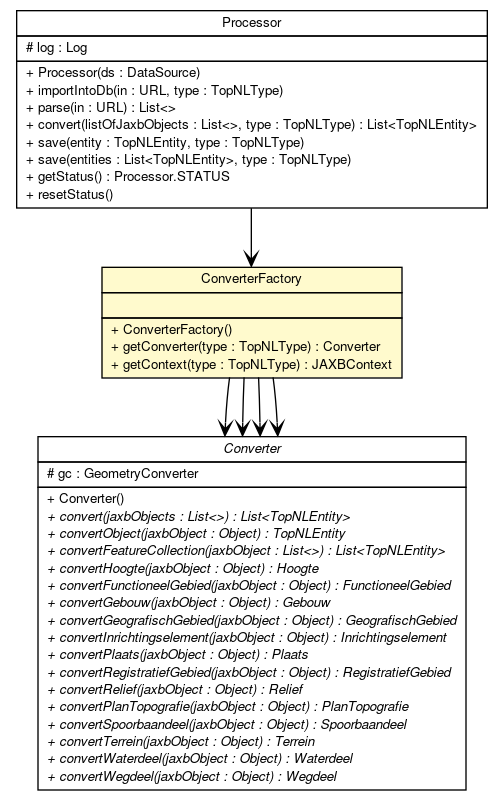 Processor
# log : Log
+ Processor(ds : DataSource)
+ importIntoDb(in : URL, type : TopNLType)
+ parse(in : URL) : List<>
+ convert(listOfJaxbObjects : List<>, type : TopNLType) : List<TopNLEntity>
+ save(entity : TopNLEntity, type : TopNLType)
+ save(entities : List<TopNLEntity>, type : TopNLType)
+ getStatus() : Processor.STATUS
+ resetStatus()
ConverterFactory
+ ConverterFactory()
+ getConverter(type : TopNLType) : Converter
+ getContext(type : TopNLType) : JAXBContext
Converter
# gc : GeometryConverter
+ Converter()
+ convert(jaxbObjects : List<>) : List<TopNLEntity>
+ convertObject(jaxbObject : Object) : TopNLEntity
+ convertFeatureCollection(jaxbObject : List<>) : List<TopNLEntity>
+ convertHoogte(jaxbObject : Object) : Hoogte
+ convertFunctioneelGebied(jaxbObject : Object) : FunctioneelGebied
+ convertGebouw(jaxbObject : Object) : Gebouw
+ convertGeografischGebied(jaxbObject : Object) : GeografischGebied
+ convertInrichtingselement(jaxbObject : Object) : Inrichtingselement
+ convertPlaats(jaxbObject : Object) : Plaats
+ convertRegistratiefGebied(jaxbObject : Object) : RegistratiefGebied
+ convertRelief(jaxbObject : Object) : Relief
+ convertPlanTopografie(jaxbObject : Object) : PlanTopografie
+ convertSpoorbaandeel(jaxbObject : Object) : Spoorbaandeel
+ convertTerrein(jaxbObject : Object) : Terrein
+ convertWaterdeel(jaxbObject : Object) : Waterdeel
+ convertWegdeel(jaxbObject : Object) : Wegdeel